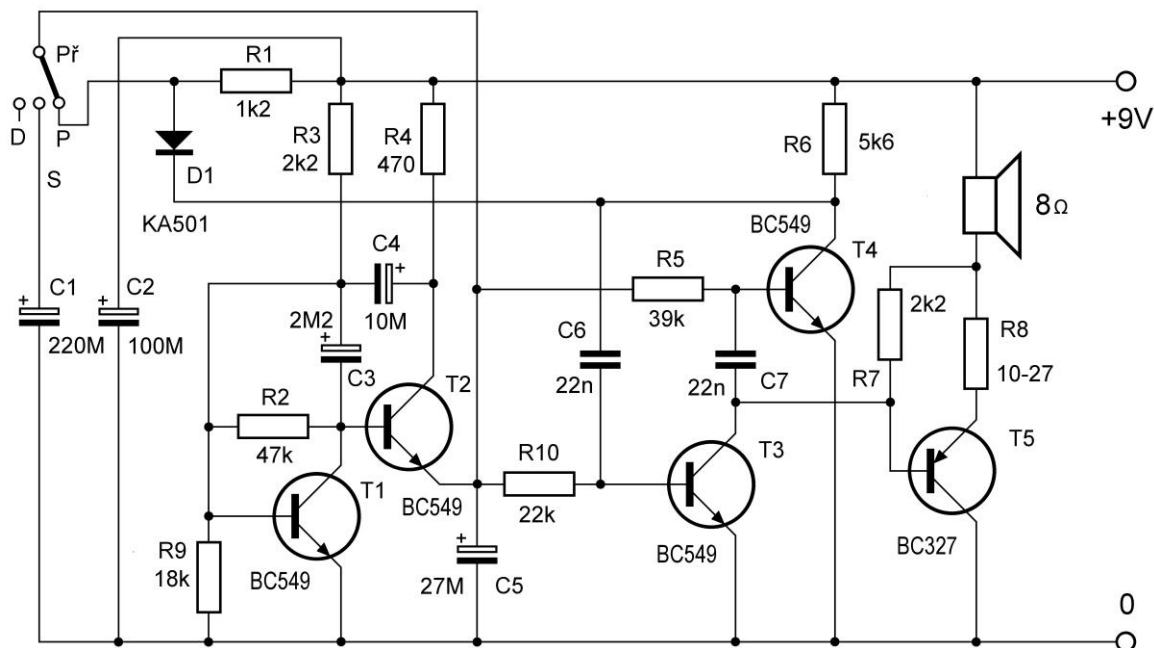 Př
R1
1k2
+9V
D
P
S
R3
2k2
R4
470
R6
5k6
D1
KA501
8Ω
BC549
T4
C4
+
10M
R5
39k
2k2
R8
10-27
R7
+
C1
220M
+
C2
100M
2M2
+
C3
C6
22n
22n
C7
T2
R2
47k
BC549
R10
22k
T3
T5
T1
R9
18k
BC549
+
27M
C5
BC549
BC327
0